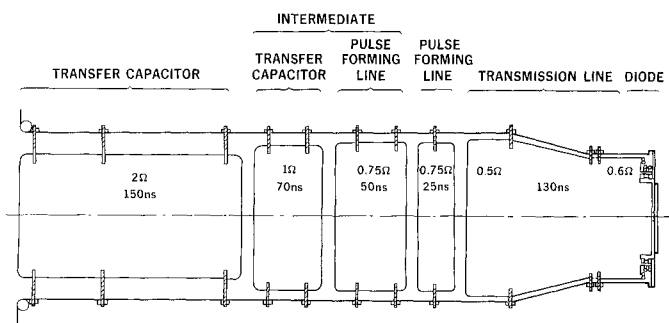 INTERMEDIATE
TRANSFER CAPACITOR
TRANSFER
CAPACITOR
PULSE
FORMING
LINE
PULSE
FORMING
LINE
TRANSMISSION LINE
DIODE
2Ω
150ns
1Ω
70ns
0.75Ω
50ns
0.75Ω
25ns
0.5Ω
130ns
0.6Ω